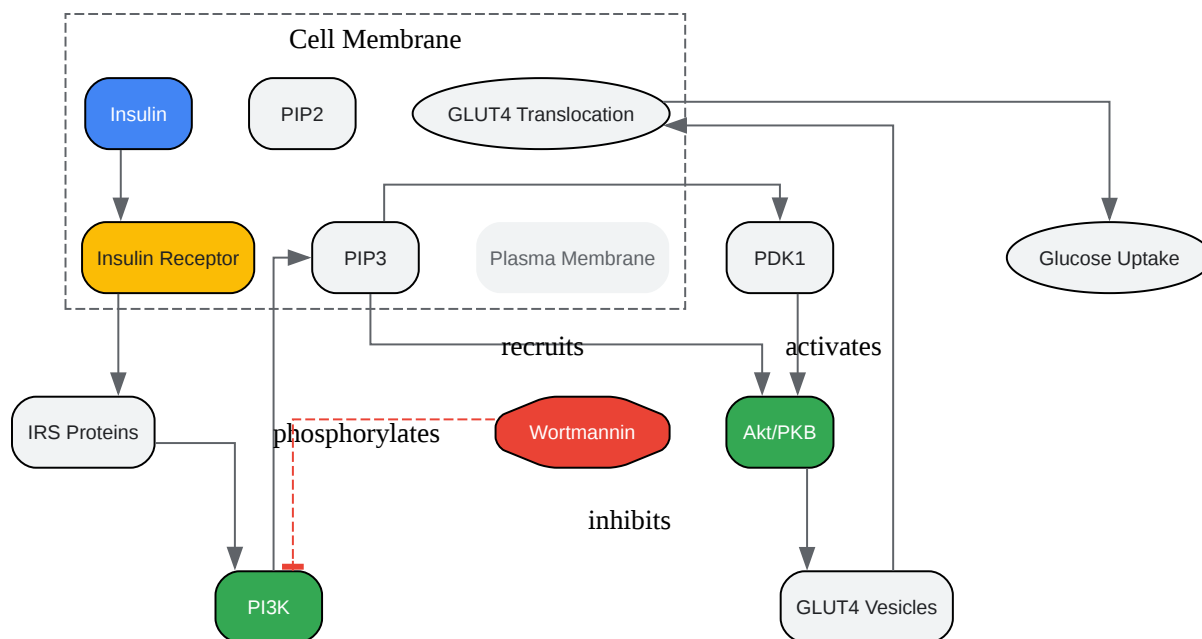 Cell Membrane
Insulin
PIP2
GLUT4 Translocation
Insulin Receptor
PIP3
Plasma Membrane
PDK1
Glucose Uptake
recruits
activates
IRS Proteins
phosphorylates
Wortmannin
Akt/PKB
inhibits
PI3K
GLUT4 Vesicles